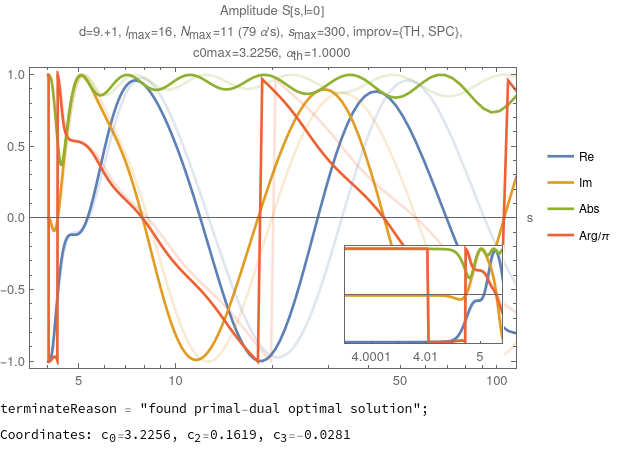 Amplitude S[s,l=0]
d=9.+1, lmax=16, Nmax=11 (79 α's), smax=300, improv={TH, SPC},
c0max=3.2256, αth=1.0000
1.0
0.5
0.0
−0.5
−1.0
5 10 50 100
s
4.0001 4.01 5
Re
Im
Abs
Arg/π
terminateReason = "found primal-dual optimal solution";
Coordinates: c0=3.2256, c2=0.1619, c3=-0.0281